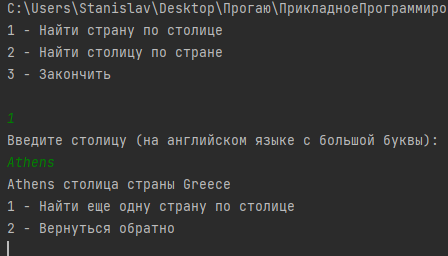 C:\Users\Stanislav\Desktop\Прогаю\ПрикладноеПрограммиро
1 - Найти страну по столице
2 - Найти столицу по стране
3 - Закончить
1
Введите столицу (на английском языке с большой буквы):
Athens
Athens столица страны Greece
1 - Найти еще одну страну по столице
2 - Вернуться обратно